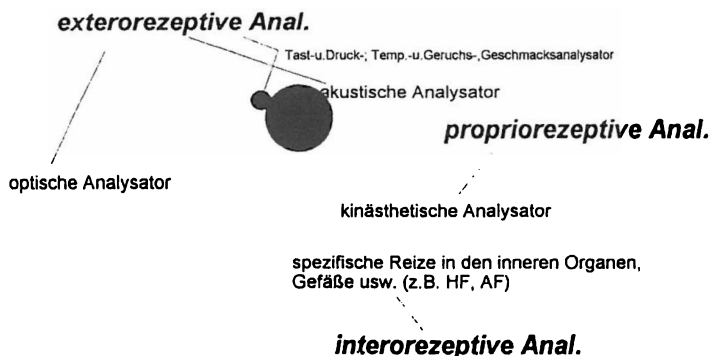 exterorezeptive Anal.
Tast-u.Druck-; Temp.-u.Geruchs-,Geschmacksanalysator
akustische Analysator
propriorezeptive Anal.
optische Analysator
kinästhetische Analysator
spezifische Reize in den inneren Organen,
Gefäße usw. (z.B. HF, AF)
interorezeptive Anal.